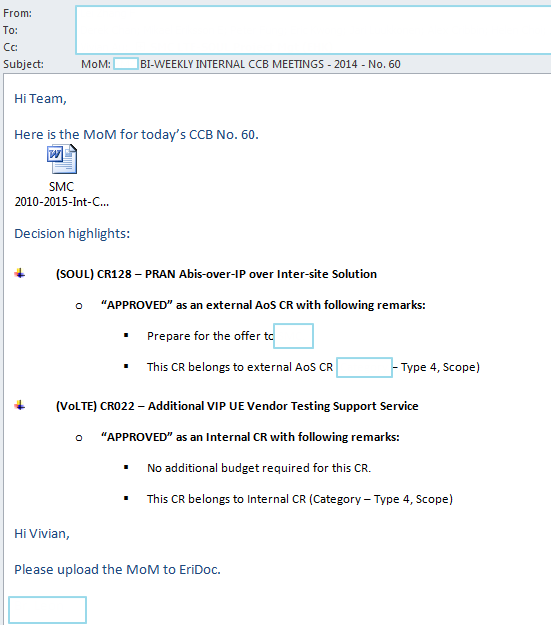 From:
To:
Cc:
Subject: MoM: BI-WEEKLY INTERNAL CCB MEETINGS - 2014 - No. 60
Hi Team,
Here is the MoM for today's CCB No. 60.
SMC
2010-2015-Int-C...
Decision highlights:
(SOUL) CR128 – PRAN Abis-over-IP over Inter-site Solution
o "APPROVED" as an external AoS CR with following remarks:
▪ Prepare for the offer to
▪ This CR belongs to external AoS CR – Type 4, Scope)
(VoLTE) CR022 – Additional VIP UE Vendor Testing Support Service
o "APPROVED" as an Internal CR with following remarks:
▪ No additional budget required for this CR.
▪ This CR belongs to Internal CR (Category – Type 4, Scope)
Hi Vivian,
Please upload the MoM to EriDoc.